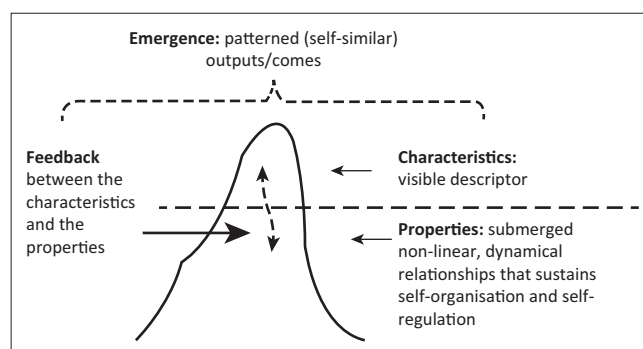 Emergence: patterned (self-similar)
outputs/comes
Feedback
between the
characteristics
and the
properties
Characteristics:
visible descriptor
Properties: submerged
non-linear, dynamical
relationships that sustains
self-organisation and self-
regulation